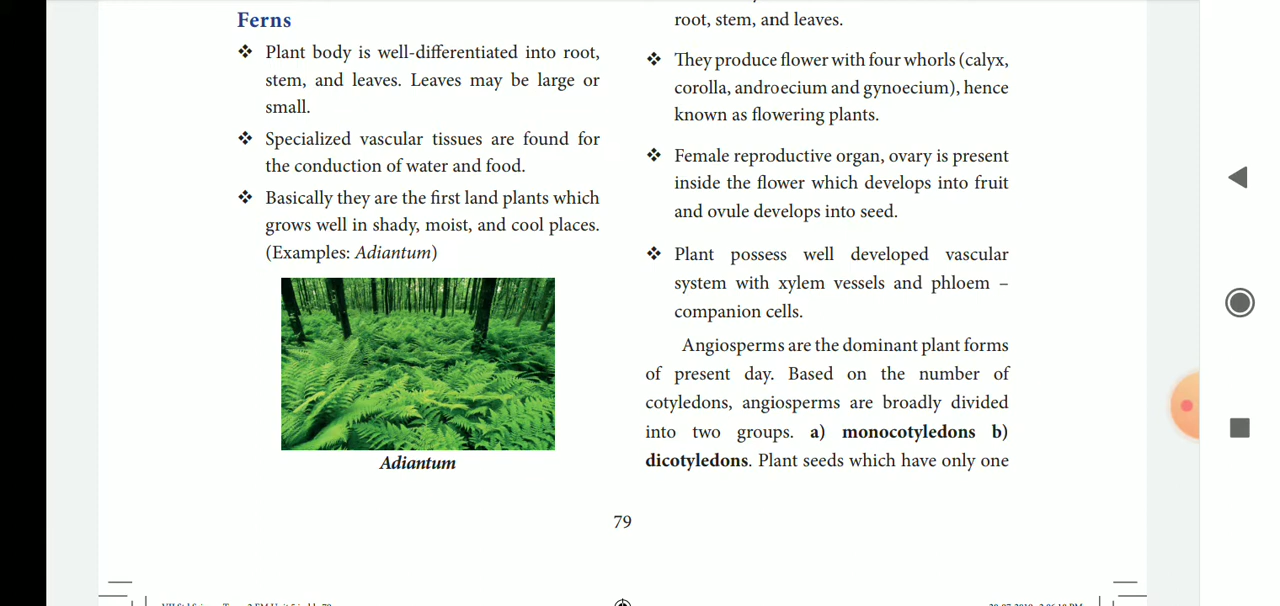 Ferns
❖ Plant body is well-differentiated into root,
stem, and leaves. Leaves may be large or
small.
❖ Specialized vascular tissues are found for
the conduction of water and food.
❖ Basically they are the first land plants which
grows well in shady, moist, and cool places.
(Examples: Adiantum)
Adiantum
root, stem, and leaves.
❖ They produce flower with four whorls (calyx,
corolla, androecium and gynoecium), hence
known as flowering plants.
❖ Female reproductive organ, ovary is present
inside the flower which develops into fruit
and ovule develops into seed.
❖ Plant possess well developed vascular
system with xylem vessels and phloem –
companion cells.
Angiosperms are the dominant plant forms
of present day. Based on the number of
cotyledons, angiosperms are broadly divided
into two groups. a) monocotyledons b)
dicotyledons. Plant seeds which have only one
79